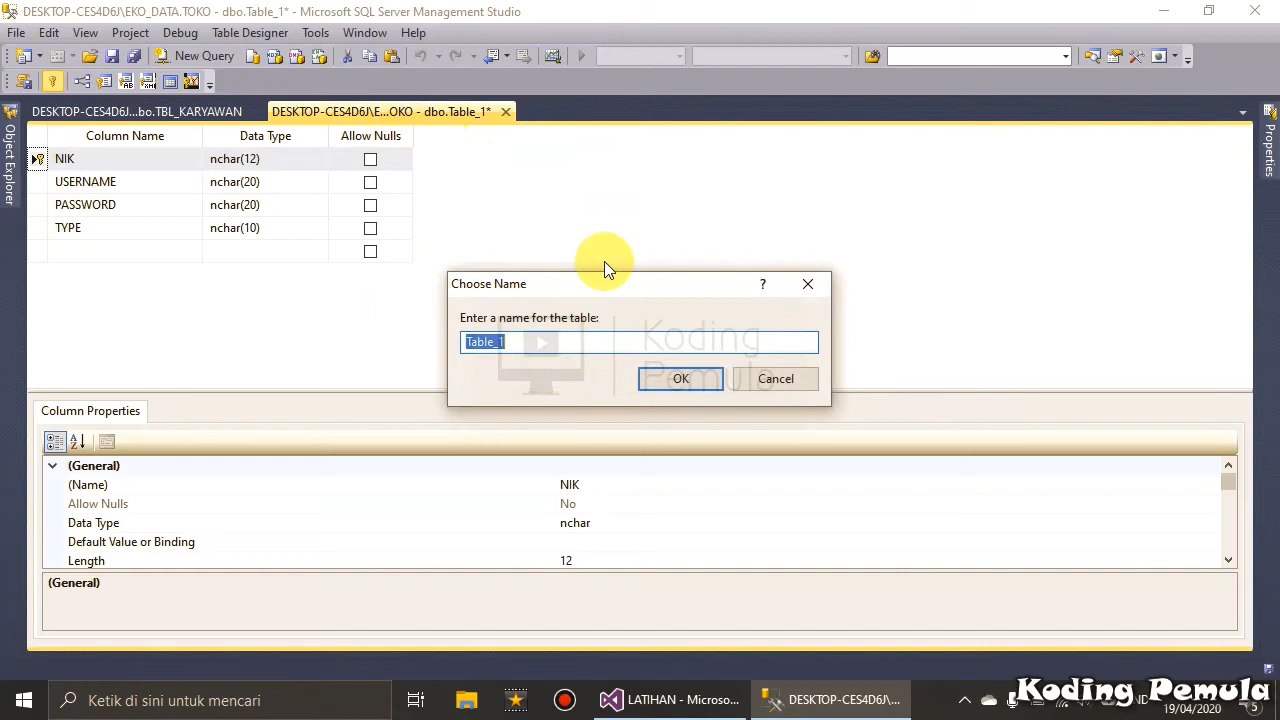 DESKTOP-CES4D6J\EKO_DATA.TOKO - dbo.Table_1* - Microsoft SQL Server Management Studio
File Edit View Project Debug Table Designer Tools Window Help
New Query
DESKTOP-CES4D6J...bo.TBL_KARYAWAN
DESKTOP-CES4D6J\E...OKO - dbo.Table_1*
Object Explorer
Properties
Column Name Data Type Allow Nulls
NIK nchar(12)
USERNAME nchar(20)
PASSWORD nchar(20)
TYPE nchar(10)
Choose Name
?
Enter a name for the table:
Table_1
OK Cancel
Koding
Pemula
Column Properties
(General)
(Name) NIK
Allow Nulls No
Data Type nchar
Default Value or Binding
Length 12
(General)
Ketik di sini untuk mencari
LATIHAN - Microso...
DESKTOP-CES4D6J/...
Koding Pemula
19/04/2020
5